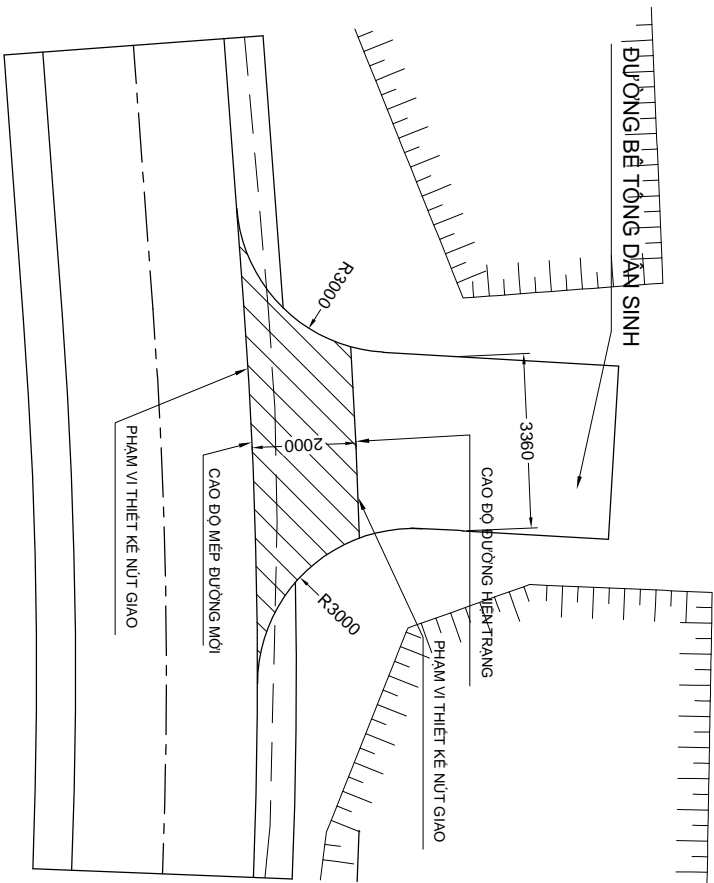 ĐƯỜNG BÊ TÔNG DÂN SINH
R3000
3360
2000
CAO ĐỘ ĐƯỜNG HIỆN TRẠNG
PHẠM VI THIẾT KẾ NÚT GIAO
R3000
CAO ĐỘ MÉP ĐƯỜNG MỚI
PHẠM VI THIẾT KẾ NÚT GIAO